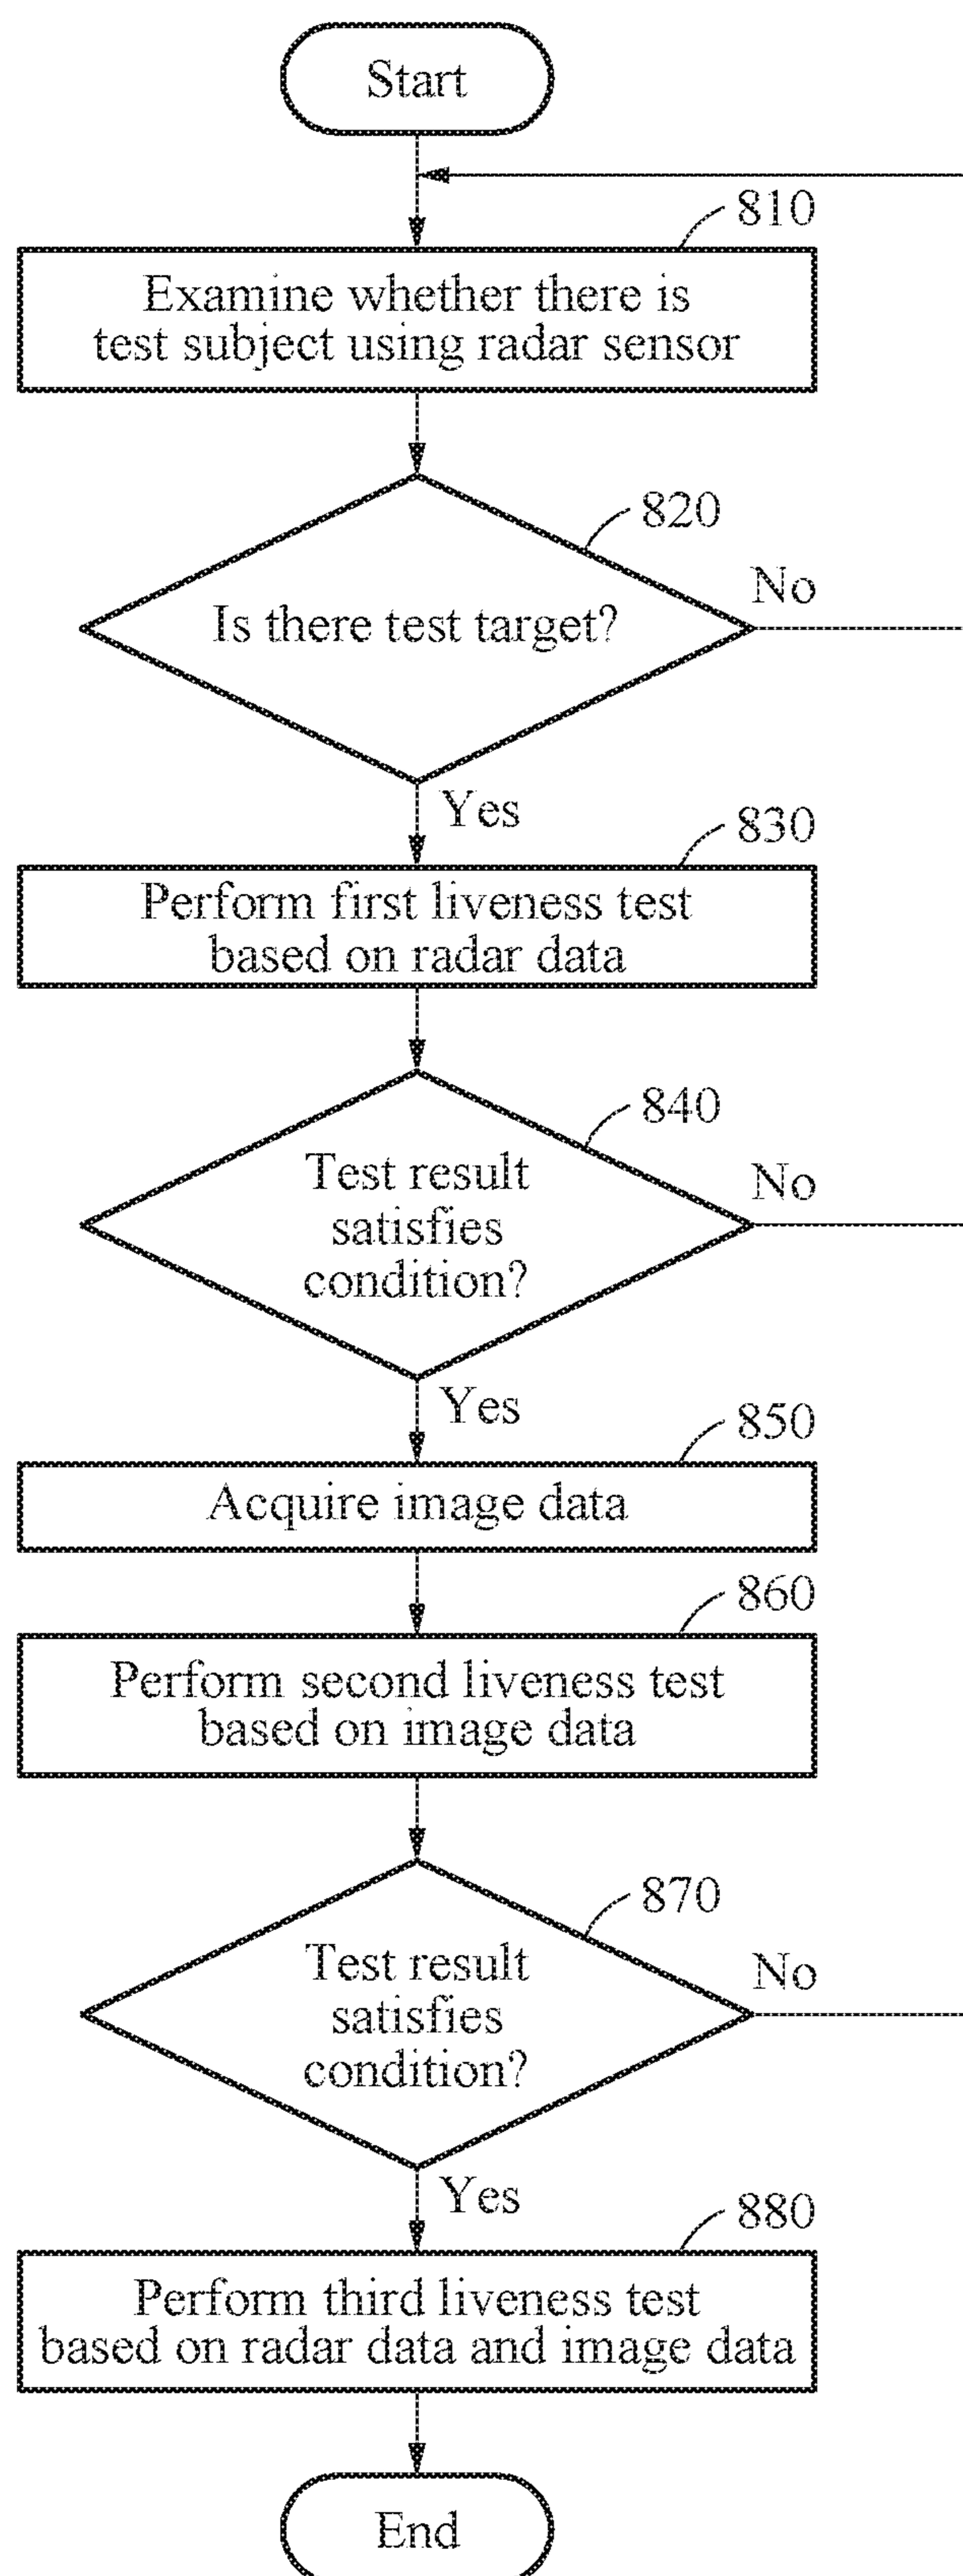 Start
810
Examine whether there is
test subject using radar sensor
820
Is there test target?
No
Yes
830
Perform first liveness test
based on radar data
840
Test result
satisfies
condition?
No
Yes
850
Acquire image data
860
Perform second liveness test
based on image data
870
Test result
satisfies
condition?
No
Yes
880
Perform third liveness test
based on radar data and image data
End